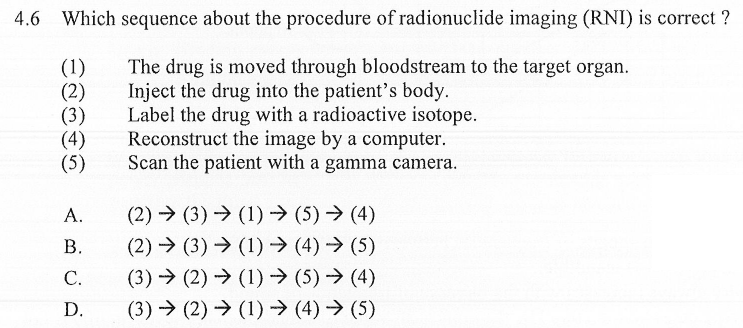 4.6 Which sequence about the procedure of radionuclide imaging (RNI) is correct ?
(1) The drug is moved through bloodstream to the target organ.
(2) Inject the drug into the patient's body.
(3) Label the drug with a radioactive isotope.
(4) Reconstruct the image by a computer.
(5) Scan the patient with a gamma camera.
A. (2) → (3) → (1) → (5) → (4)
B. (2) → (3) → (1) → (4) → (5)
C. (3) → (2) → (1) → (5) → (4)
D. (3) → (2) → (1) → (4) → (5)